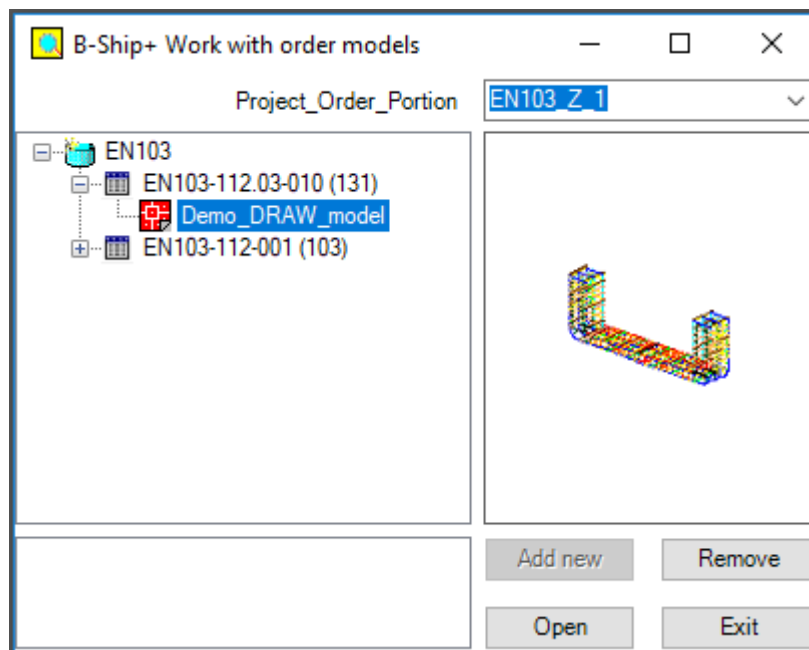 B-Ship+ Work with order models
Project_Order_Portion EN103_Z_1
EN103
EN103-112.03-010 (131)
Demo_DRAW_model
EN103-112-001 (103)
Add new Remove
Open Exit